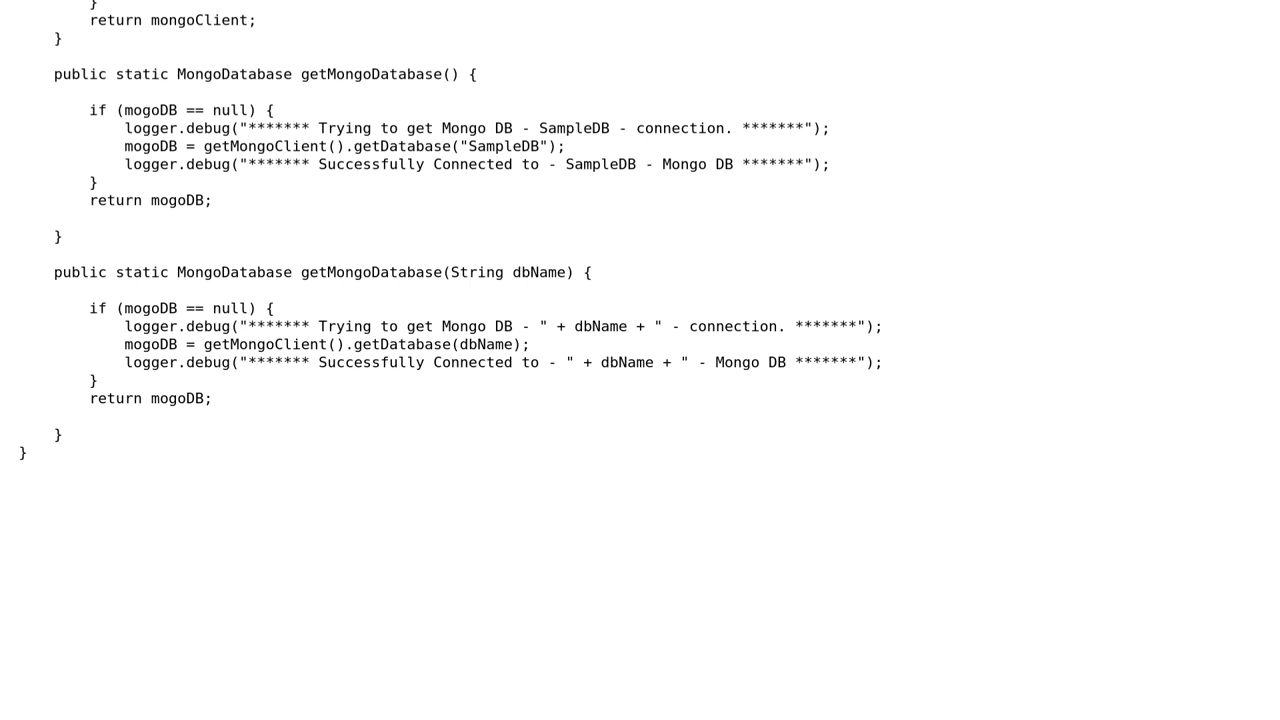 }
        return mongoClient;
    }

    public static MongoDatabase getMongoDatabase() {

        if (mogoDB == null) {
            logger.debug("******* Trying to get Mongo DB - SampleDB - connection. *******");
            mogoDB = getMongoClient().getDatabase("SampleDB");
            logger.debug("******* Successfully Connected to - SampleDB - Mongo DB *******");
        }
        return mogoDB;

    }

    public static MongoDatabase getMongoDatabase(String dbName) {

        if (mogoDB == null) {
            logger.debug("******* Trying to get Mongo DB - " + dbName + " - connection. *******");
            mogoDB = getMongoClient().getDatabase(dbName);
            logger.debug("******* Successfully Connected to - " + dbName + " - Mongo DB *******");
        }
        return mogoDB;

    }
}